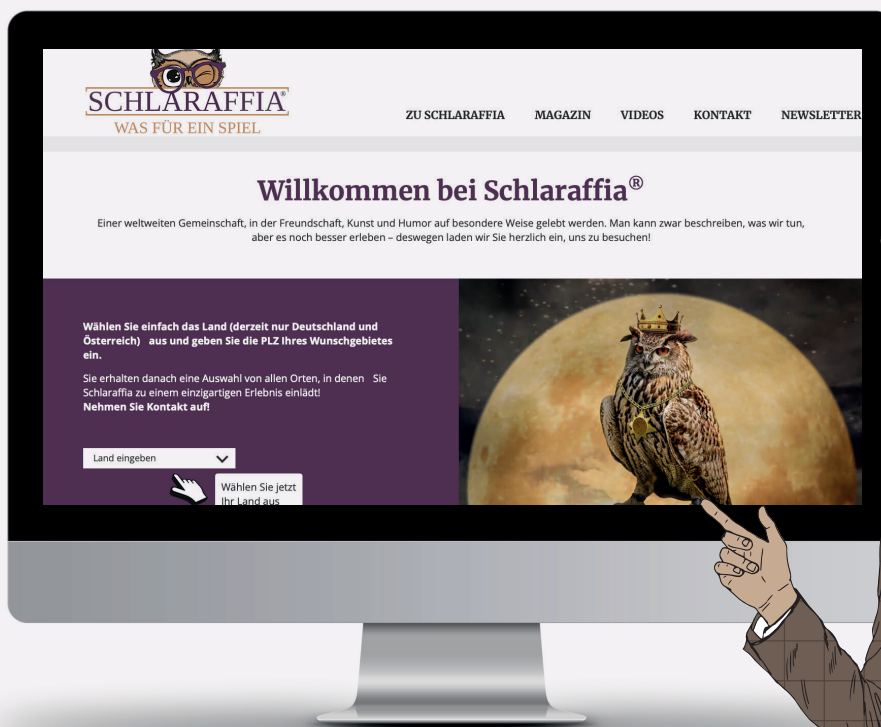 SCHLARAFFIA®
WAS FÜR EIN SPIEL
ZU SCHLARAFFIA MAGAZIN VIDEOS KONTAKT NEWSLETTER
Willkommen bei Schlaraffia®
Einer weltweiten Gemeinschaft, in der Freundschaft, Kunst und Humor auf besondere Weise gelebt werden. Man kann zwar beschreiben, was wir tun,
aber es noch besser erleben – deswegen laden wir Sie herzlich ein, uns zu besuchen!
Wählen Sie einfach das Land (derzeit nur Deutschland und
Österreich) aus und geben Sie die PLZ Ihres Wunschgebietes
ein.
Sie erhalten danach eine Auswahl von allen Orten, in denen Sie
Schlaraffia zu einem einzigartigen Erlebnis einlädt!
Nehmen Sie Kontakt auf!
Land eingeben
Wählen Sie jetzt
Ihr Land aus